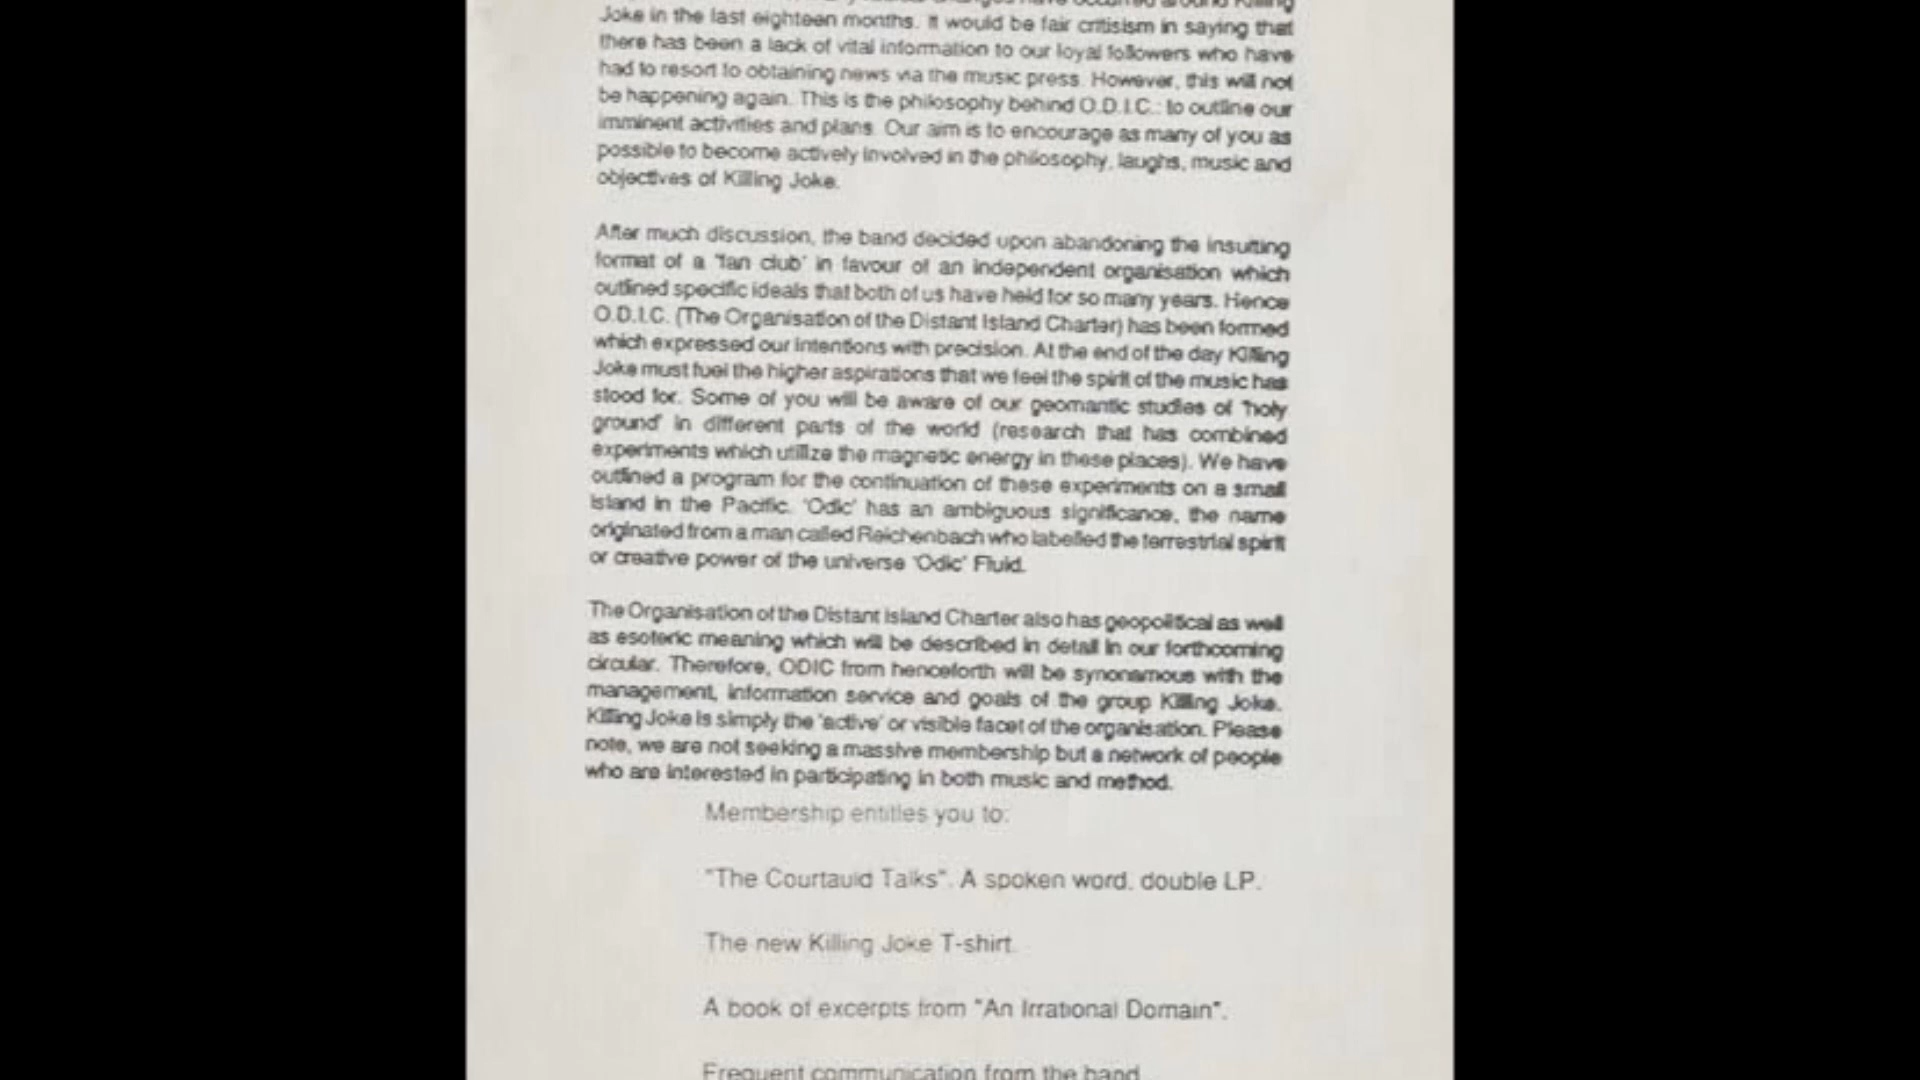 changes have occurred around Killing
Joke in the last eighteen months. It would be fair critisism in saying that
there has been a lack of vital information to our loyal followers who have
had to resort to obtaining news via the music press. However, this will not
be happening again. This is the philosophy behind O.D.I.C.: to outline our
imminent activities and plans. Our aim is to encourage as many of you as
possible to become actively involved in the philosophy, laughs, music and
objectives of Killing Joke.
After much discussion, the band decided upon abandoning the insulting
format of a 'fan club' in favour of an independent organisation which
outlined specific ideals that both of us have held for so many years. Hence
O.D.I.C. (The Organisation of the Distant Island Charter) has been formed
which expressed our intentions with precision. At the end of the day Killing
Joke must fuel the higher aspirations that we feel the spirit of the music has
stood for. Some of you will be aware of our geomantic studies of 'holy
ground' in different parts of the world (research that has combined
experiments which utilize the magnetic energy in these places). We have
outlined a program for the continuation of these experiments on a small
island in the Pacific. 'Odic' has an ambiguous significance, the name
originated from a man called Reichenbach who labelled the terrestrial spirit
or creative power of the universe 'Odic' Fluid.
The Organisation of the Distant Island Charter also has geopolitical as well
as esoteric meaning which will be described in detail in our forthcoming
circular. Therefore, ODIC from henceforth will be synonamous with the
management, information service and goals of the group Killing Joke.
Killing Joke is simply the 'active' or visible facet of the organisation. Please
note, we are not seeking a massive membership but a network of people
who are interested in participating in both music and method.
Membership entitles you to:
"The Courtauld Talks". A spoken word, double LP.
The new Killing Joke T-shirt.
A book of excerpts from "An Irrational Domain".
Frequent communication from the band